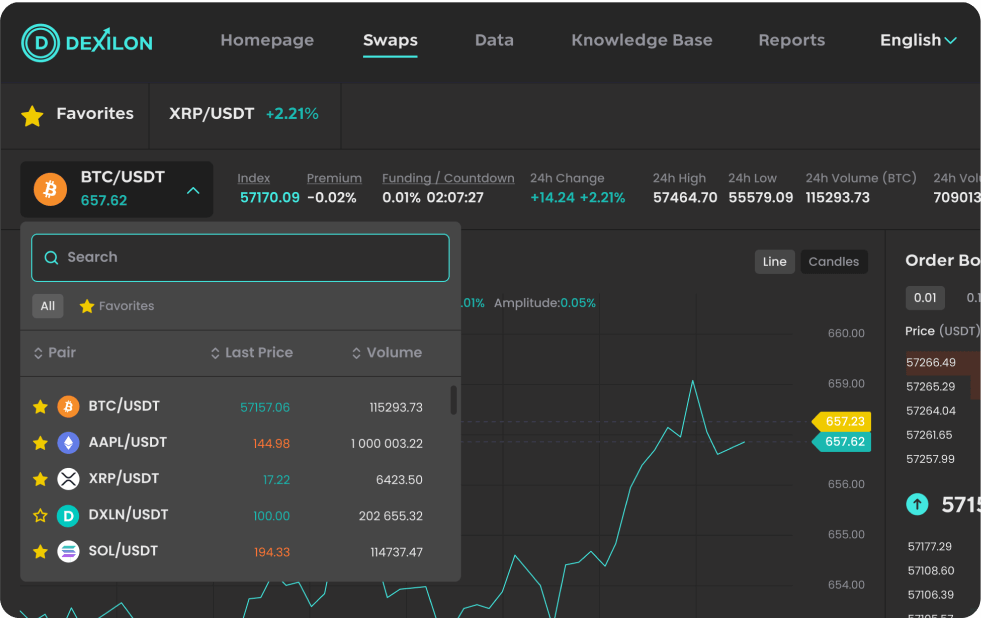 D DEXILON Homepage Swaps Data Knowledge Base Reports English
Favorites XRP/USDT +2.21%
BTC/USDT
657.62
Index Premium Funding / Countdown 24h Change 24h High 24h Low 24h Volume (BTC) 24h Volu
57170.09 -0.02% 0.01% 02:07:27 +14.24 +2.21% 57464.70 55579.09 115293.73 709013
Search
All Favorites
Pair Last Price Volume
BTC/USDT 57157.06 115293.73
AAPL/USDT 144.98 1 000 003.22
XRP/USDT 17.22 6423.50
D DXLN/USDT 100.00 202 655.32
SOL/USDT 194.33 114737.47
Line Candles
.01% Amplitude:0.05%
660.00
659.00
657.23
657.62
656.00
655.00
654.00
Order Bo
0.01 0.1
Price (USDT)
57266.49
57265.29
57264.04
57261.65
57257.99
5715
57177.29
57108.60
57106.39